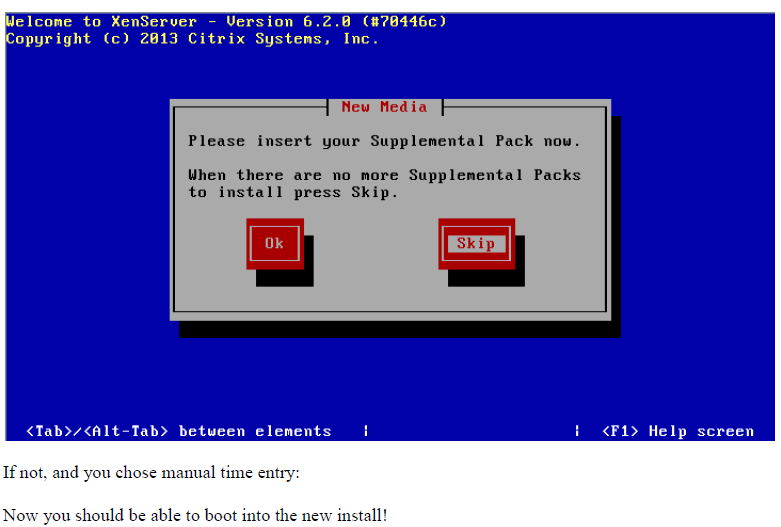 Welcome to XenServer - Version 6.2.0 (#70446c)
Copyright (c) 2013 Citrix Systems, Inc.
New Media
Please insert your Supplemental Pack now.
When there are no more Supplemental Packs
to install press Skip.
Ok Skip
<Tab>/<Alt-Tab> between elements | | <F1> Help screen
If not, and you chose manual time entry:
Now you should be able to boot into the new install!